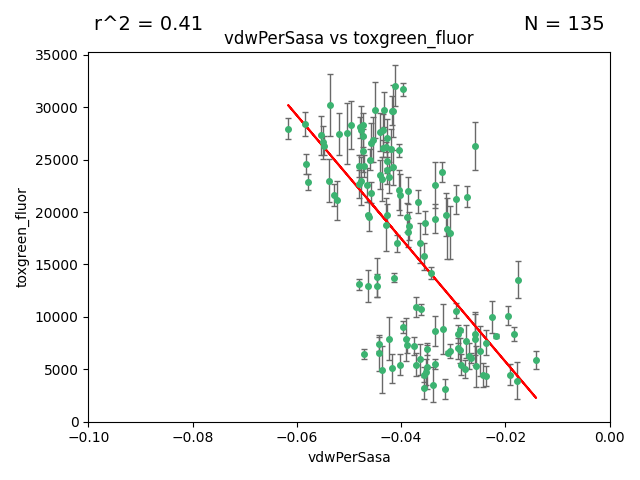 r^2 = 0.41
N = 135
vdwPerSasa vs toxgreen_fluor
35000
30000
25000
20000
15000
10000
5000
0
toxgreen_fluor
−0.10
−0.08
−0.06
−0.04
−0.02
0.00
vdwPerSasa